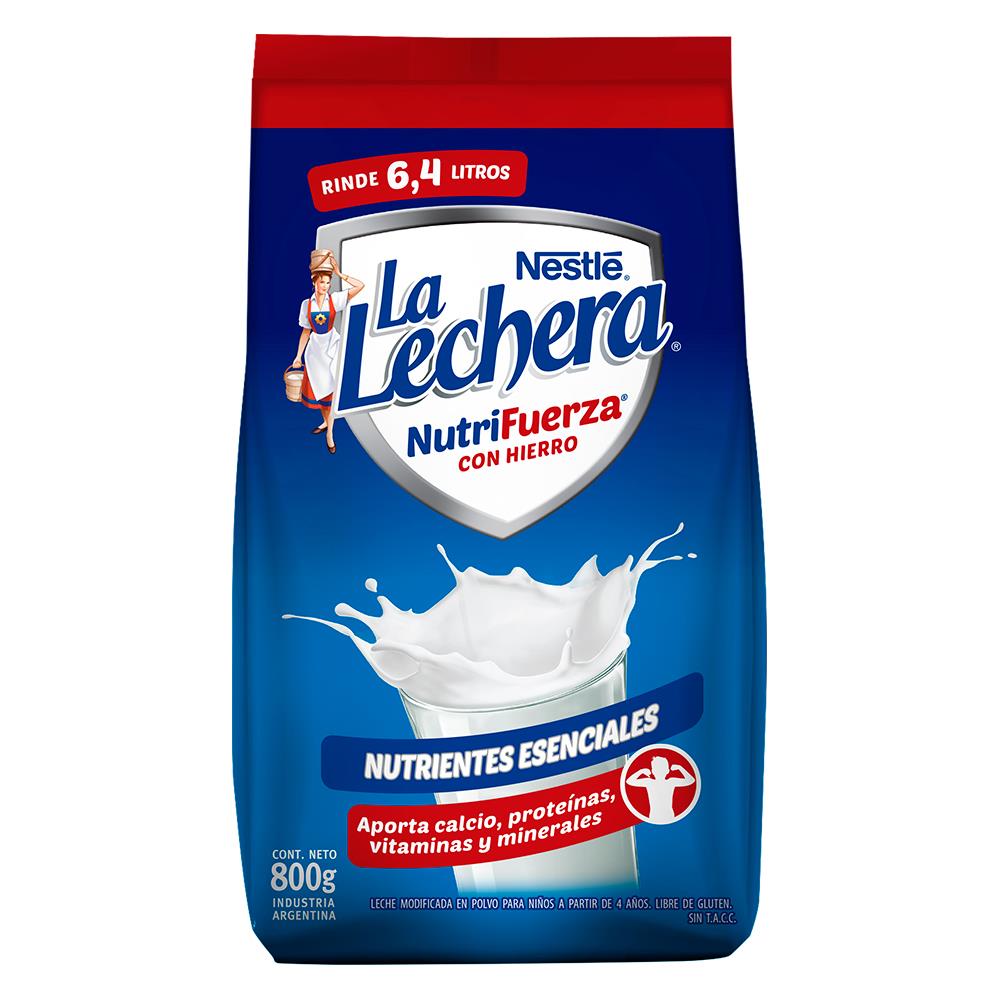 RINDE 6,4 LITROS
Nestlé®
La
Lechera®
NutriFuerza®
CON HIERRO
NUTRIENTES ESENCIALES
Aporta calcio, proteínas,
vitaminas y minerales
CONT. NETO
800g
INDUSTRIA
ARGENTINA
LECHE MODIFICADA EN POLVO PARA NIÑOS A PARTIR DE 4 AÑOS. LIBRE DE GLUTEN.
SIN T.A.C.C.